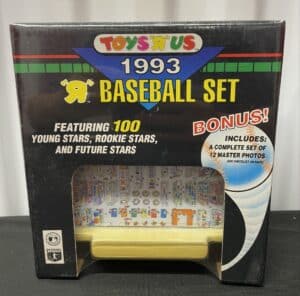 TOYS "R" US
1993
"R" BASEBALL SET
FEATURING 100
YOUNG STARS, ROOKIE STARS,
AND FUTURE STARS
BONUS!
INCLUDES:
A COMPLETE SET OF
12 MASTER PHOTOS